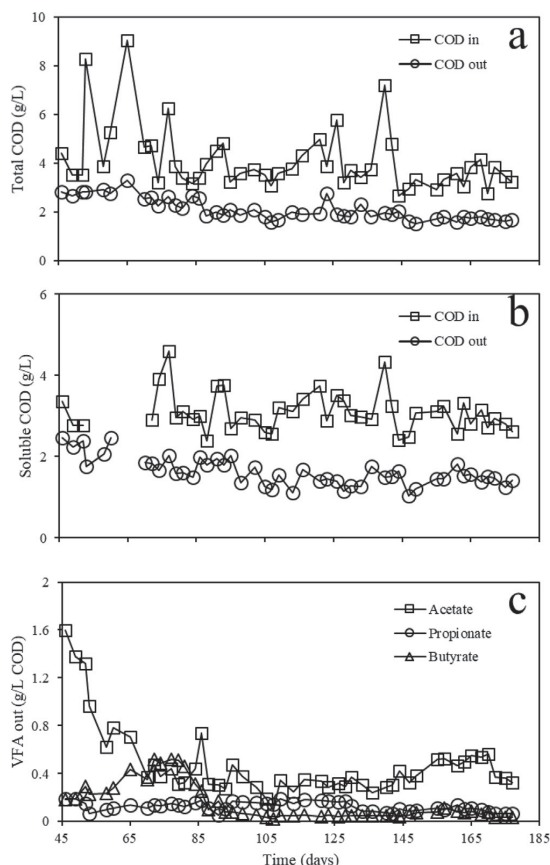 10
8
6
4
2
0
Total COD (g/L)
COD in
COD out
a
6
4
2
0
Soluble COD (g/L)
COD in
COD out
b
2
1.6
1.2
0.8
0.4
0
VFA out (g/L COD)
Acetate
Propionate
Butyrate
c
45 65 85 105 125 145 165 185
Time (days)